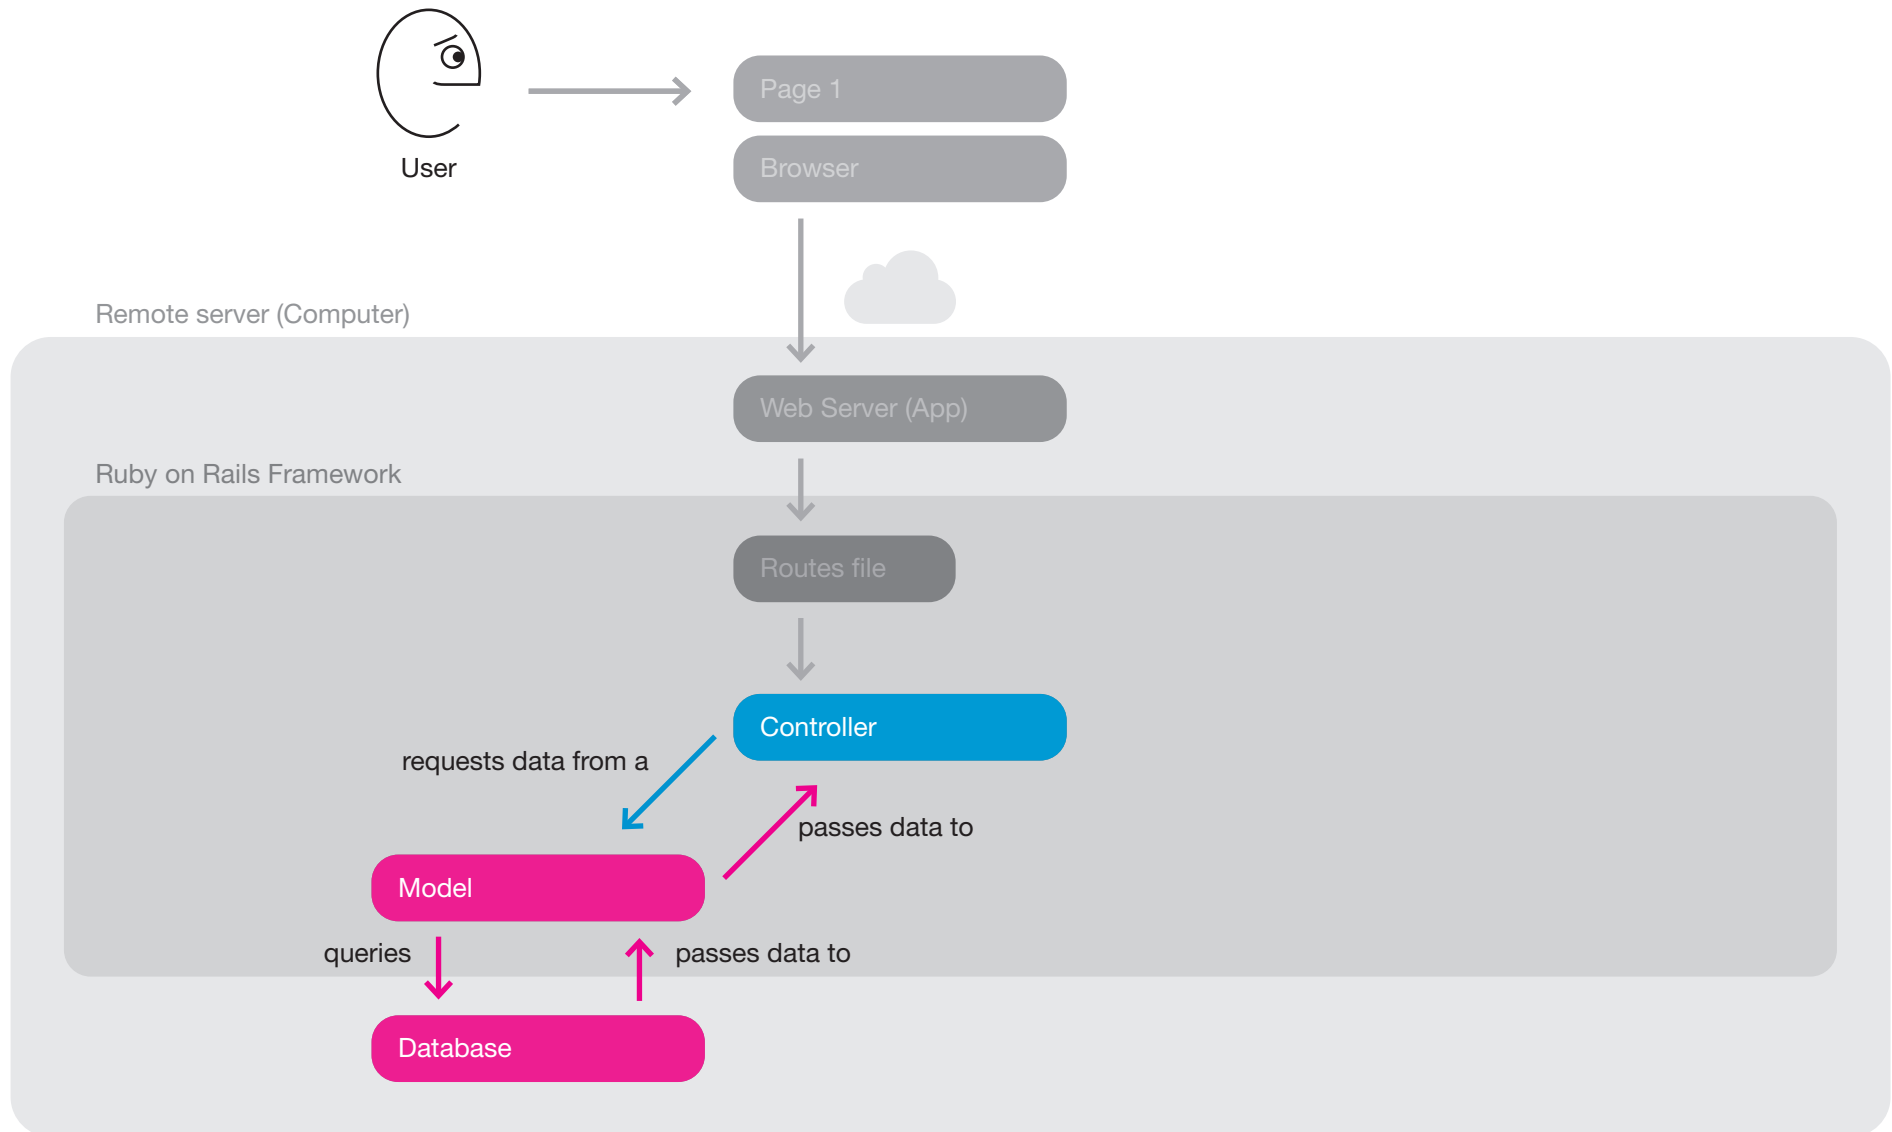 Page 1
User
Browser
Remote server (Computer)
Web Server (App)
Ruby on Rails Framework
Routes file
Controller
requests data from a
passes data to
Model
queries
passes data to
Database